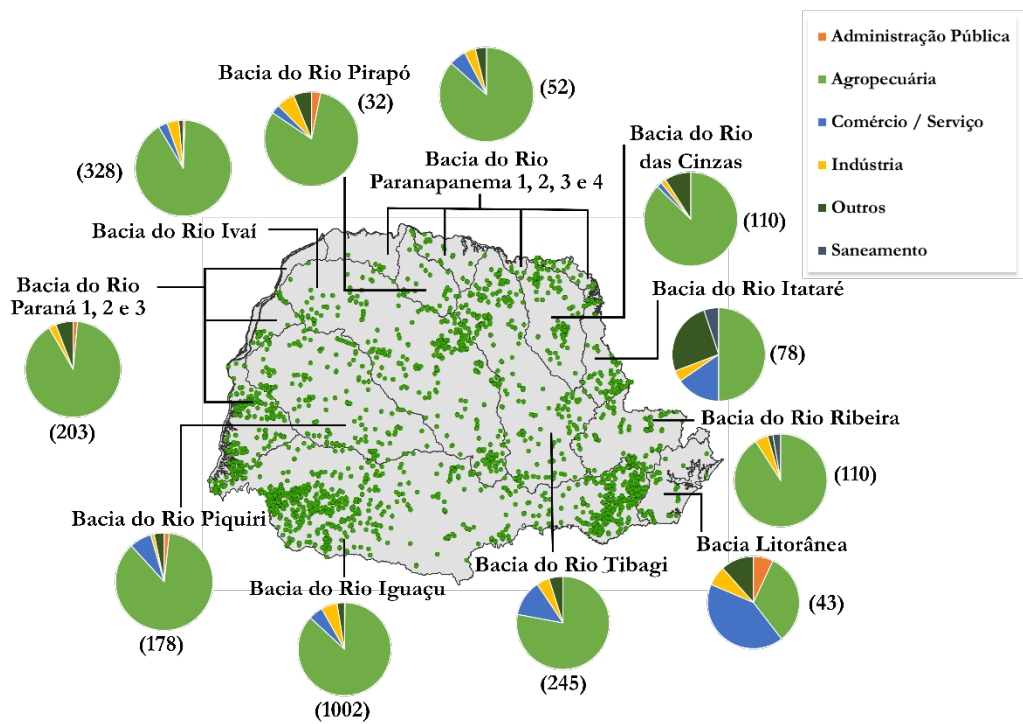 Administração Pública
Agropecuária
Comércio / Serviço
Indústria
Outros
Saneamento
Bacia do Rio Pirapó
(32)
(52)
(328)
Bacia do Rio
Paranapanema 1, 2, 3 e 4
Bacia do Rio
das Cinzas
(110)
Bacia do Rio Ivaí
Bacia do Rio
Paraná 1, 2 e 3
(203)
Bacia do Rio Itataré
(78)
Bacia do Rio Ribeira
(110)
Bacia do Rio Piquiri
(178)
Bacia do Rio Iguaçu
(1002)
Bacia do Rio Tibagi
(245)
Bacia Litorânea
(43)